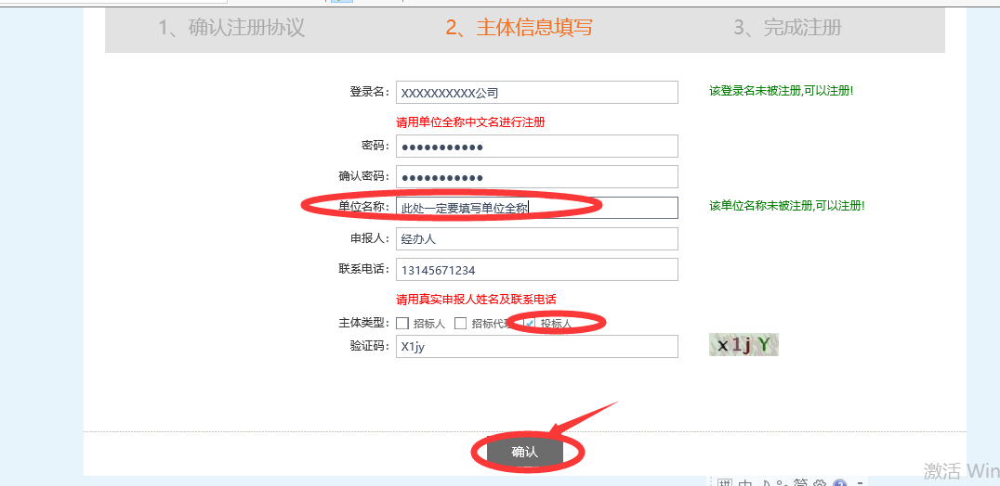 1、确认注册协议 2、主体信息填写 3、完成注册
登录名: XXXXXXXXXX公司 该登录名未被注册,可以注册!
请用单位全称中文名进行注册
密码: ●●●●●●●●●●●
确认密码: ●●●●●●●●●●●
单位名称: 此处一定要填写单位全称 该单位名称未被注册,可以注册!
申报人: 经办人
联系电话: 13145671234
请用真实申报人姓名及联系电话
主体类型: 招标人 招标代理 投标人
验证码: X1jy x1jY
确认
激活 Win